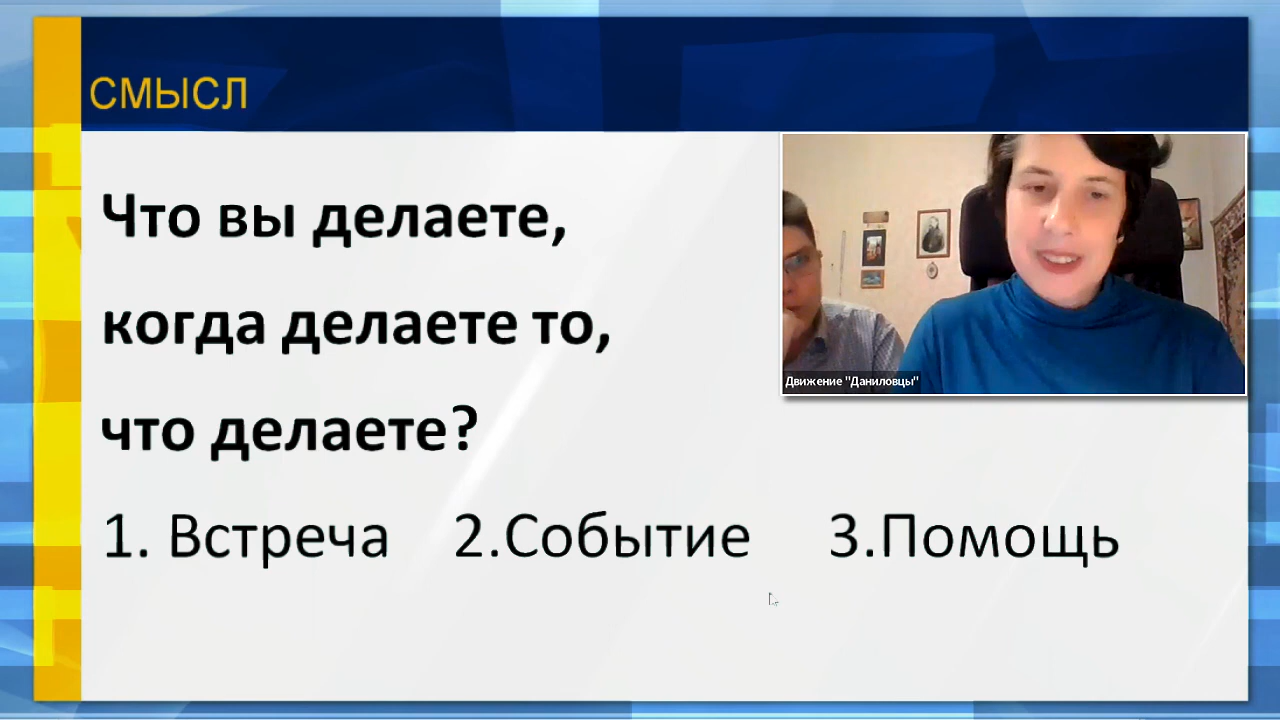 СМЫСЛ
Что вы делаете,
когда делаете то,
что делаете?
1. Встреча 2.Событие 3.Помощь
Движение "Даниловцы"